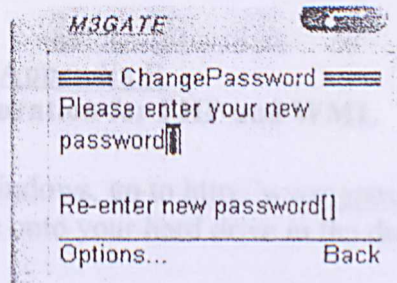 M3GATE
ChangePassword
Please enter your new
password[]
Re-enter new password[]
Options... Back